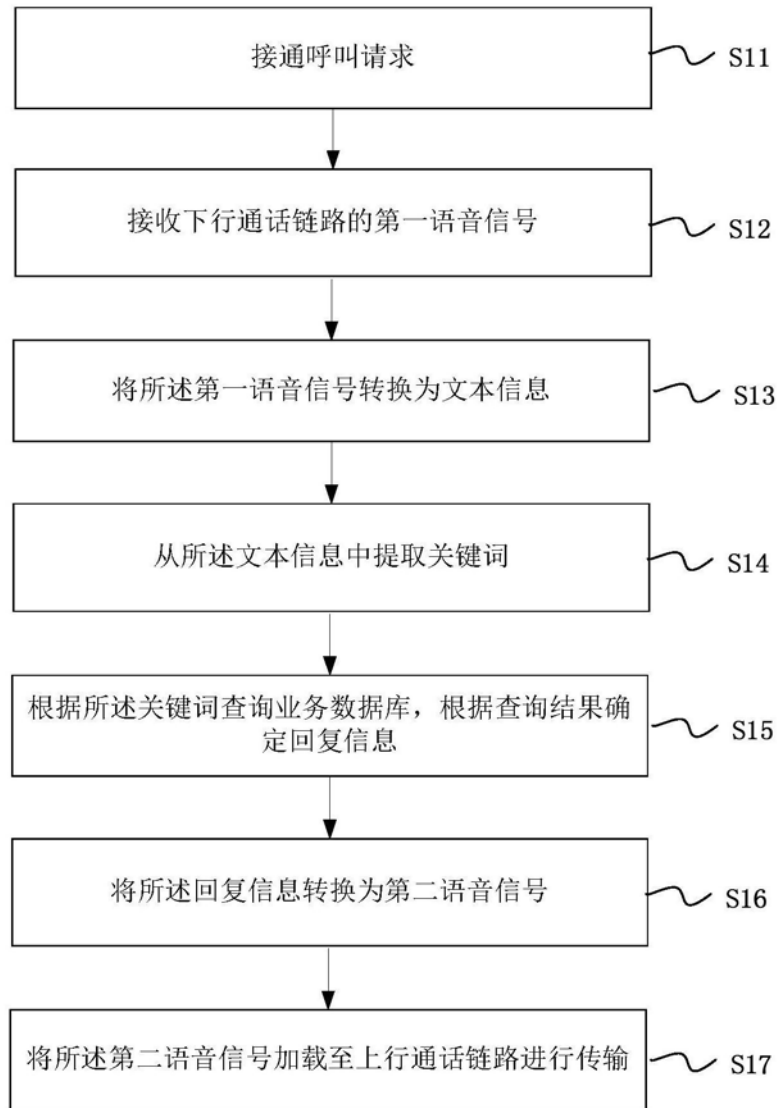 接通呼叫请求
S11
接收下行通话链路的第一语音信号
S12
将所述第一语音信号转换为文本信息
S13
从所述文本信息中提取关键词
S14
根据所述关键词查询业务数据库，根据查询结果确
定回复信息
S15
将所述回复信息转换为第二语音信号
S16
将所述第二语音信号加载至上行通话链路进行传输
S17